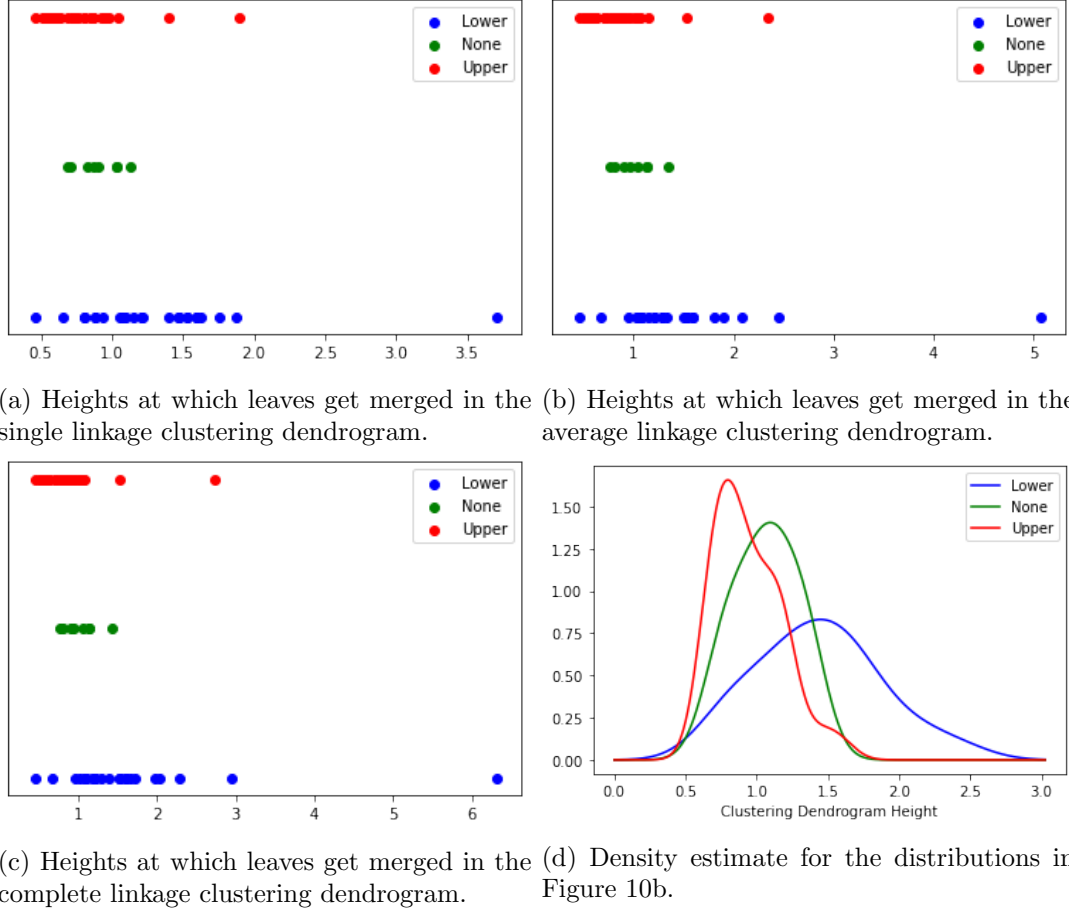 Lower
None
Upper
0.5 1.0 1.5 2.0 2.5 3.0 3.5
(a) Heights at which leaves get merged in the
single linkage clustering dendrogram.
Lower
None
Upper
1 2 3 4 5
(b) Heights at which leaves get merged in the
average linkage clustering dendrogram.
Lower
None
Upper
1 2 3 4 5 6
(c) Heights at which leaves get merged in the
complete linkage clustering dendrogram.
Lower
None
Upper
1.50
1.25
1.00
0.75
0.50
0.25
0.00
0.0 0.5 1.0 1.5 2.0 2.5 3.0
Clustering Dendrogram Height
(d) Density estimate for the distributions in
Figure 10b.